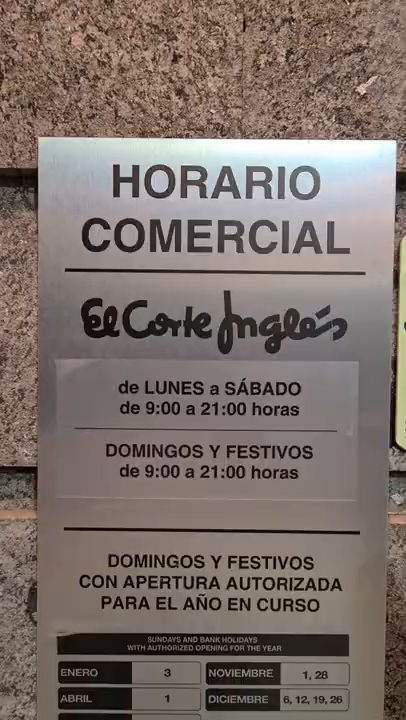 HORARIO
COMERCIAL
El Corte Inglés
de LUNES a SÁBADO
de 9:00 a 21:00 horas
DOMINGOS Y FESTIVOS
de 9:00 a 21:00 horas
DOMINGOS Y FESTIVOS
CON APERTURA AUTORIZADA
PARA EL AÑO EN CURSO
SUNDAYS AND BANK HOLIDAYS
WITH AUTHORIZED OPENING FOR THE YEAR
ENERO 3 NOVIEMBRE 1, 28
ABRIL 1 DICIEMBRE 6, 12, 19, 26